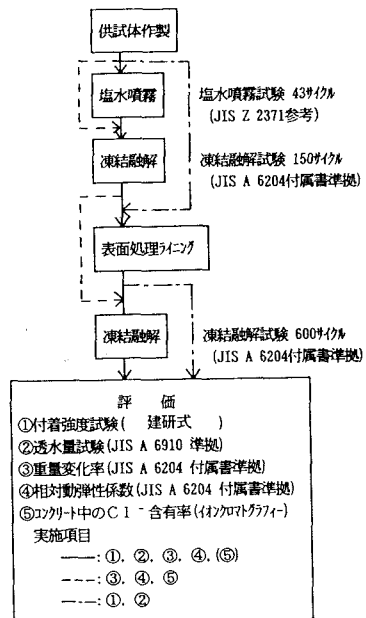 供試体作製
塩水噴霧
塩水噴霧試験 43サイクル
(JIS Z 2371参考)
凍結融解
凍結融解試験 150サイクル
(JIS A 6204付属書準拠)
表面処理ライニング
凍結融解
凍結融解試験 600サイクル
(JIS A 6204付属書準拠)
評 価
①付着強度試験( 建研式 )
②透水量試験(JIS A 6910 準拠)
③重量変化率(JIS A 6204 付属書準拠)
④相対動弾性係数(JIS A 6204 付属書準拠)
⑤コンクリート中のCl⁻含有率(イオンクロマトグラフィー)
実施項目
───: ①. ②. ③. ④. (⑤)
---: ③. ④. ⑤
─・─: ①. ②